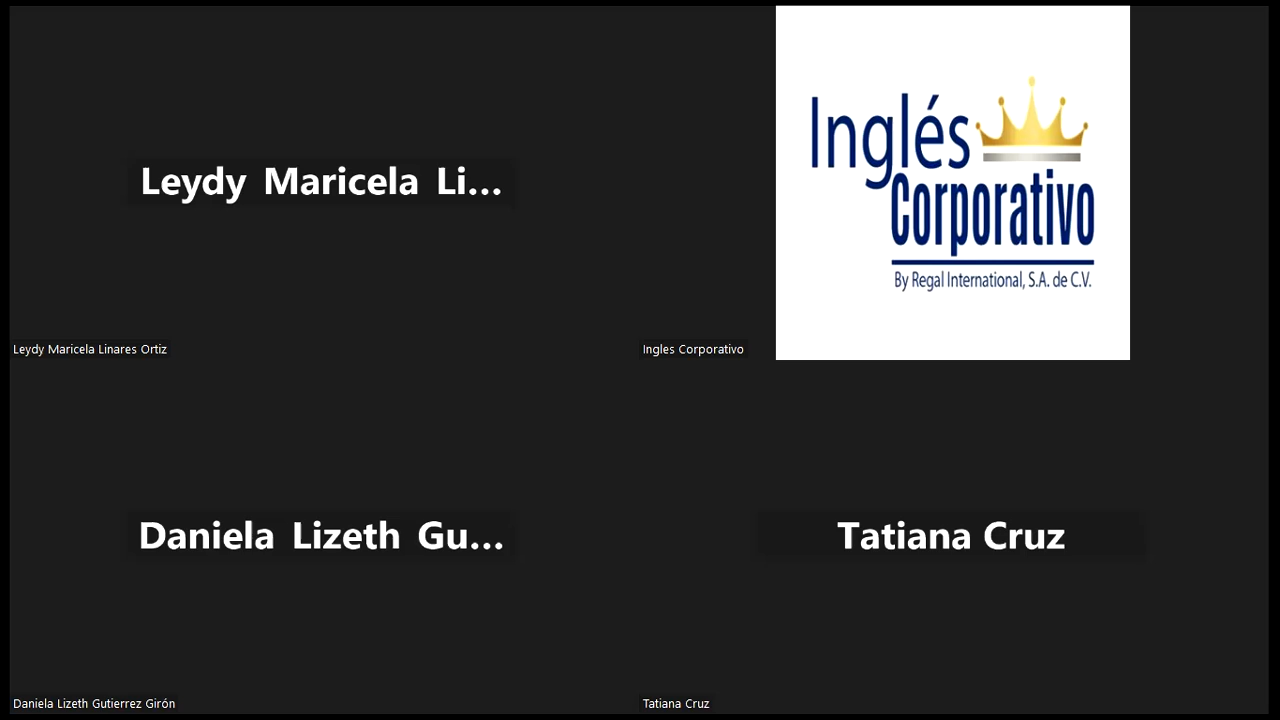 Leydy Maricela Li...
Leydy Maricela Linares Ortiz
Inglés
Corporativo
By Regal International, S.A. de C.V.
Ingles Corporativo
Daniela Lizeth Gu...
Daniela Lizeth Gutierrez Girón
Tatiana Cruz
Tatiana Cruz